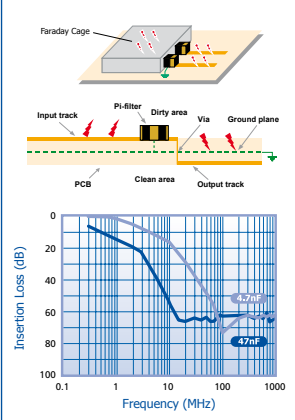 Faraday Cage
Pi-filter
Dirty area
Input track
Via
Ground plane
PCB
Clean area
Output track
0
20
40
60
80
100
Insertion Loss (dB)
4.7nF
47nF
0.1
1
10
100
1000
Frequency (MHz)